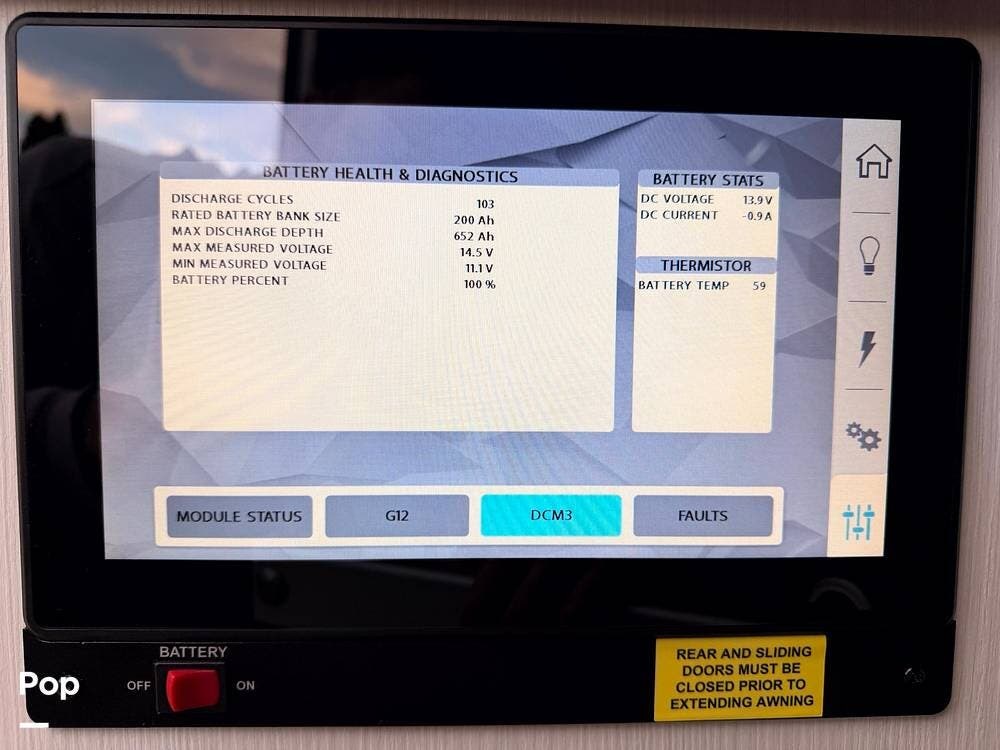 BATTERY HEALTH & DIAGNOSTICS
DISCHARGE CYCLES 103
RATED BATTERY BANK SIZE 200 Ah
MAX DISCHARGE DEPTH 652 Ah
MAX MEASURED VOLTAGE 14.5 V
MIN MEASURED VOLTAGE 11.1 V
BATTERY PERCENT 100 %
BATTERY STATS
DC VOLTAGE 13.9 V
DC CURRENT -0.9 A
THERMISTOR
BATTERY TEMP 59
MODULE STATUS
G12
DCM3
FAULTS
BATTERY
OFF
ON
REAR AND SLIDING
DOORS MUST BE
CLOSED PRIOR TO
EXTENDING AWNING
Pop